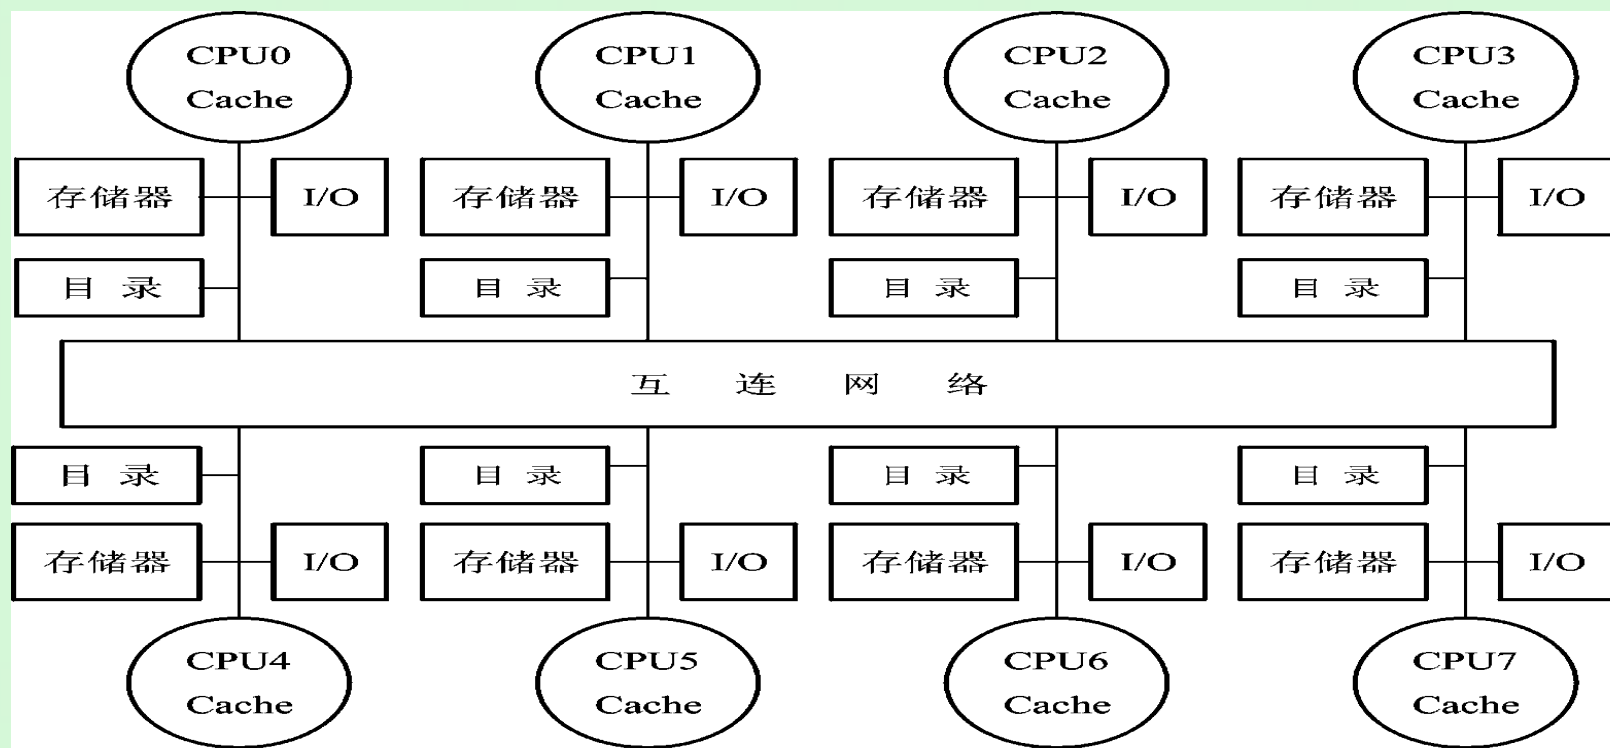 CPU0 CPU1 CPU2 CPU3
Cache Cache Cache Cache
存储器 I/O 存储器 I/O 存储器 I/O 存储器 I/O
目 录 目 录 目 录 目 录
互 连 网 络
目 录 目 录 目 录 目 录
存储器 I/O 存储器 I/O 存储器 I/O 存储器 I/O
CPU4 CPU5 CPU6 CPU7
Cache Cache Cache Cache